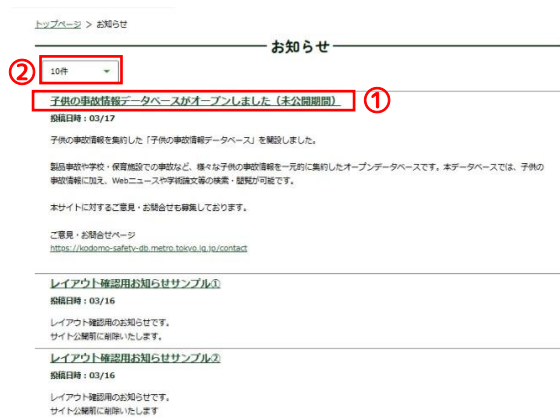 トップページ > お知らせ
お知らせ
②
10件
子供の事故情報データベースがオープンしました（未公開期間）
①
投稿日時：03/17
子供の事故情報を集約した「子供の事故情報データベース」を開設しました。
製品事故や学校・保育施設での事故など、様々な子供の事故情報を一元的に集約したオープンデータベースです。本データベースでは、子供の
事故情報に加え、Webニュースや学術論文等の検索・閲覧が可能です。
本サイトに対するご意見・お問合せも募集しております。
ご意見・お問合せページ
https://kodomo-safety-db.metro.tokyo.lg.jp/contact
レイアウト確認用お知らせサンプル①
投稿日時：03/16
レイアウト確認用のお知らせです。
サイト公開前に削除いたします。
レイアウト確認用お知らせサンプル②
投稿日時：03/16
レイアウト確認用のお知らせです。
サイト公開前に削除いたします